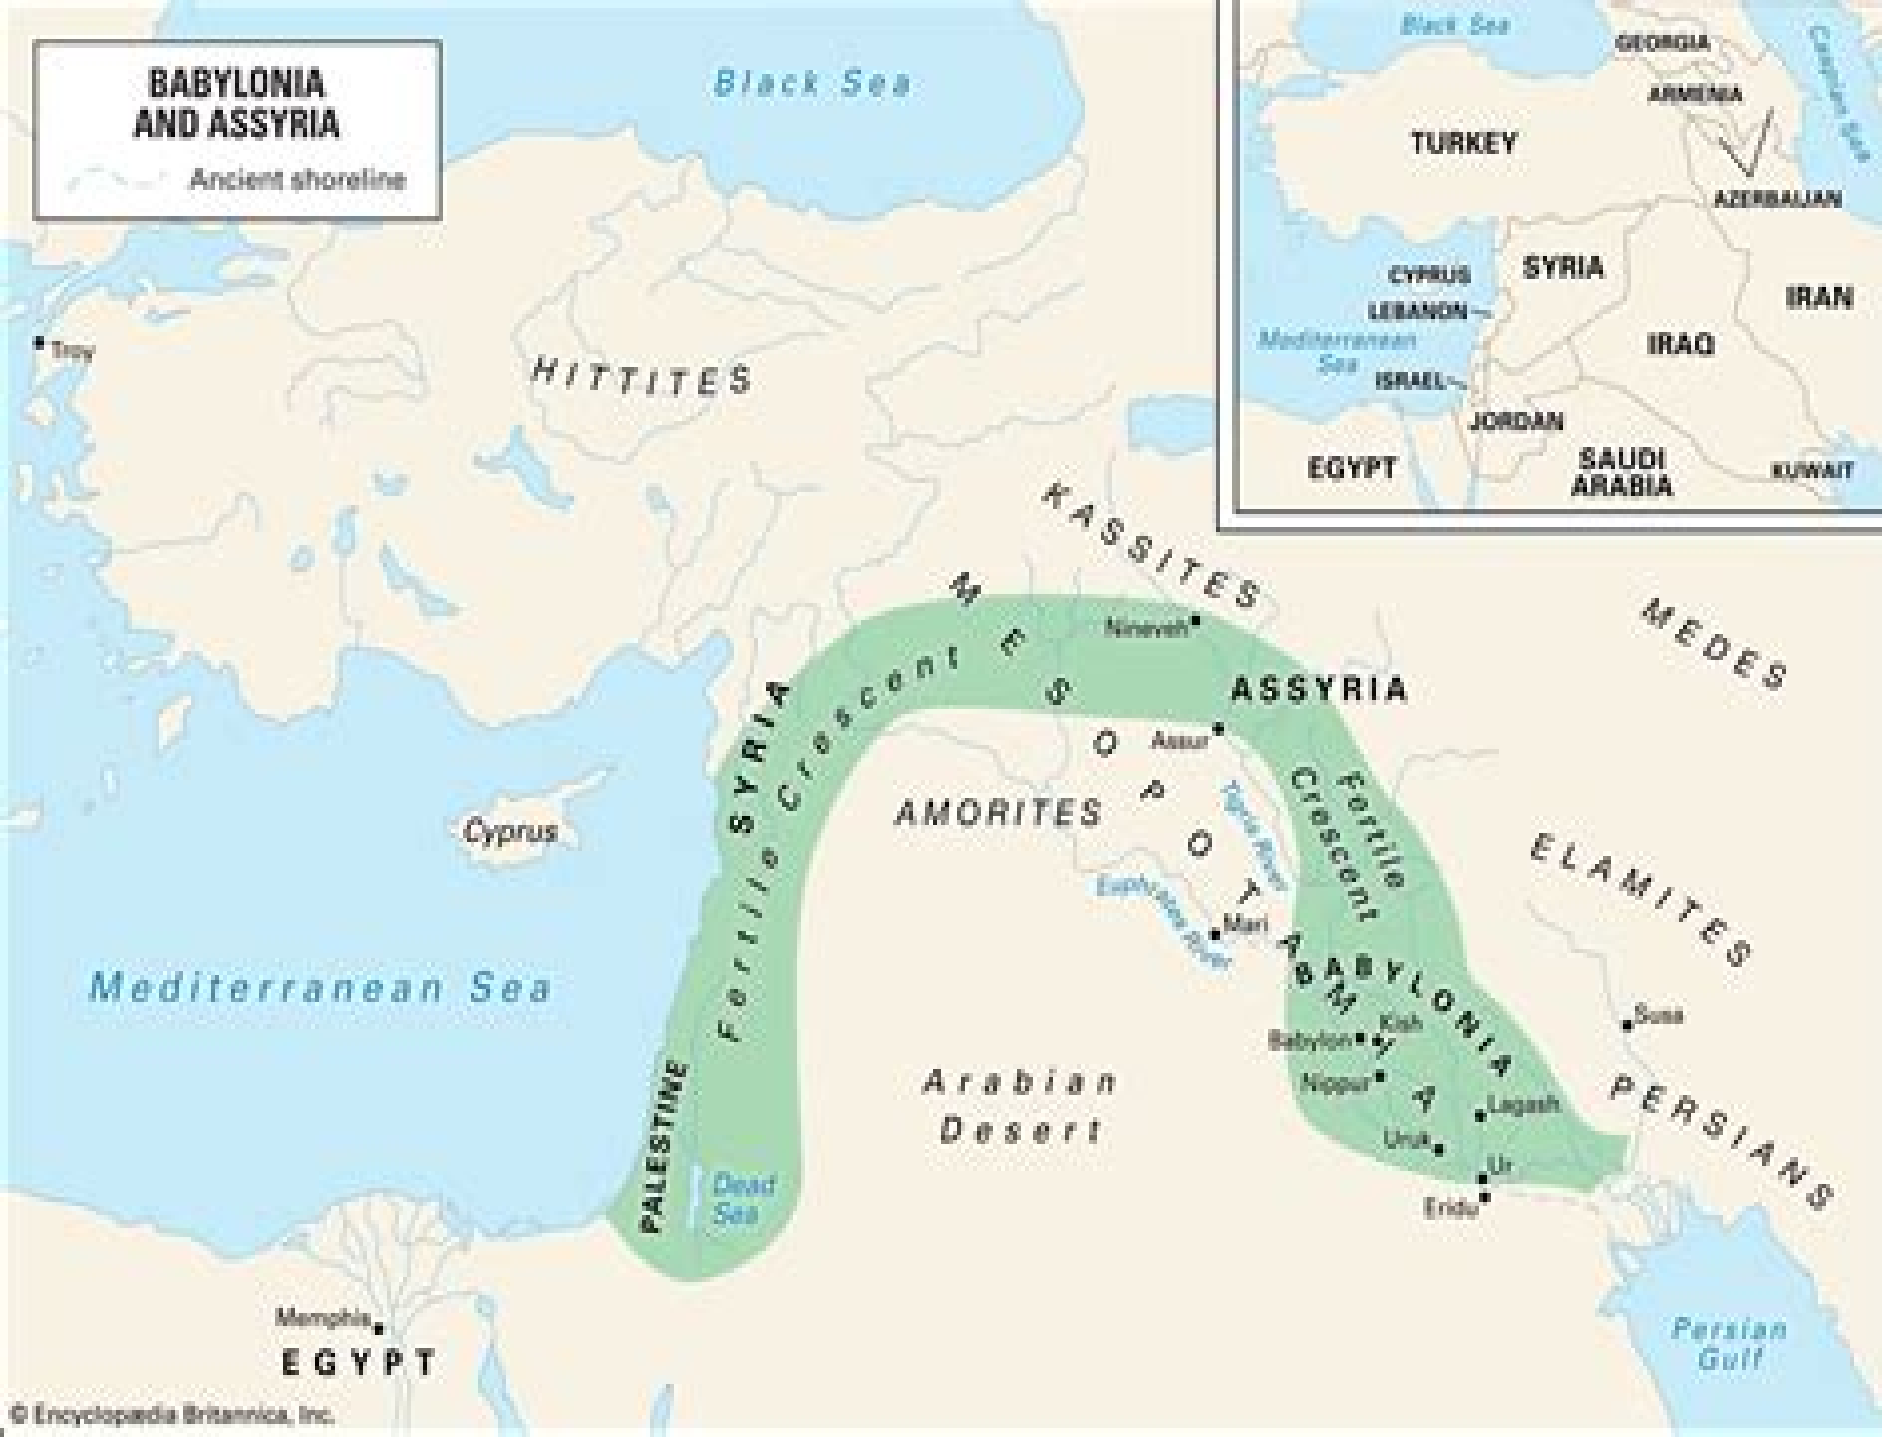 BABYLONIA
AND ASSYRIA
Ancient shoreline
Black Sea
Black Sea
GEORGIA
Caspian Sea
ARMENIA
TURKEY
AZERBAIJAN
CYPRUS
SYRIA
LEBANON
IRAN
Mediterranean
Sea
IRAQ
ISRAEL
JORDAN
EGYPT
SAUDI
ARABIA
KUWAIT
Troy
HITTITES
KASSITES
MEDES
MESOPOTAMIA
Nineveh
ASSYRIA
SYRIA
Fertile Crescent
Assur
Cyprus
AMORITES
Tigris River
Fertile
Crescent
Euphrates River
Mari
ELAMITES
Mediterranean Sea
BABYLONIA
Kish
Babylon
Susa
Nippur
Arabian
Desert
Lagash
PERSIANS
PALESTINE
Uruk
Ur
Dead
Sea
Eridu
Memphis
EGYPT
Persian
Gulf
© Encyclopædia Britannica, Inc.